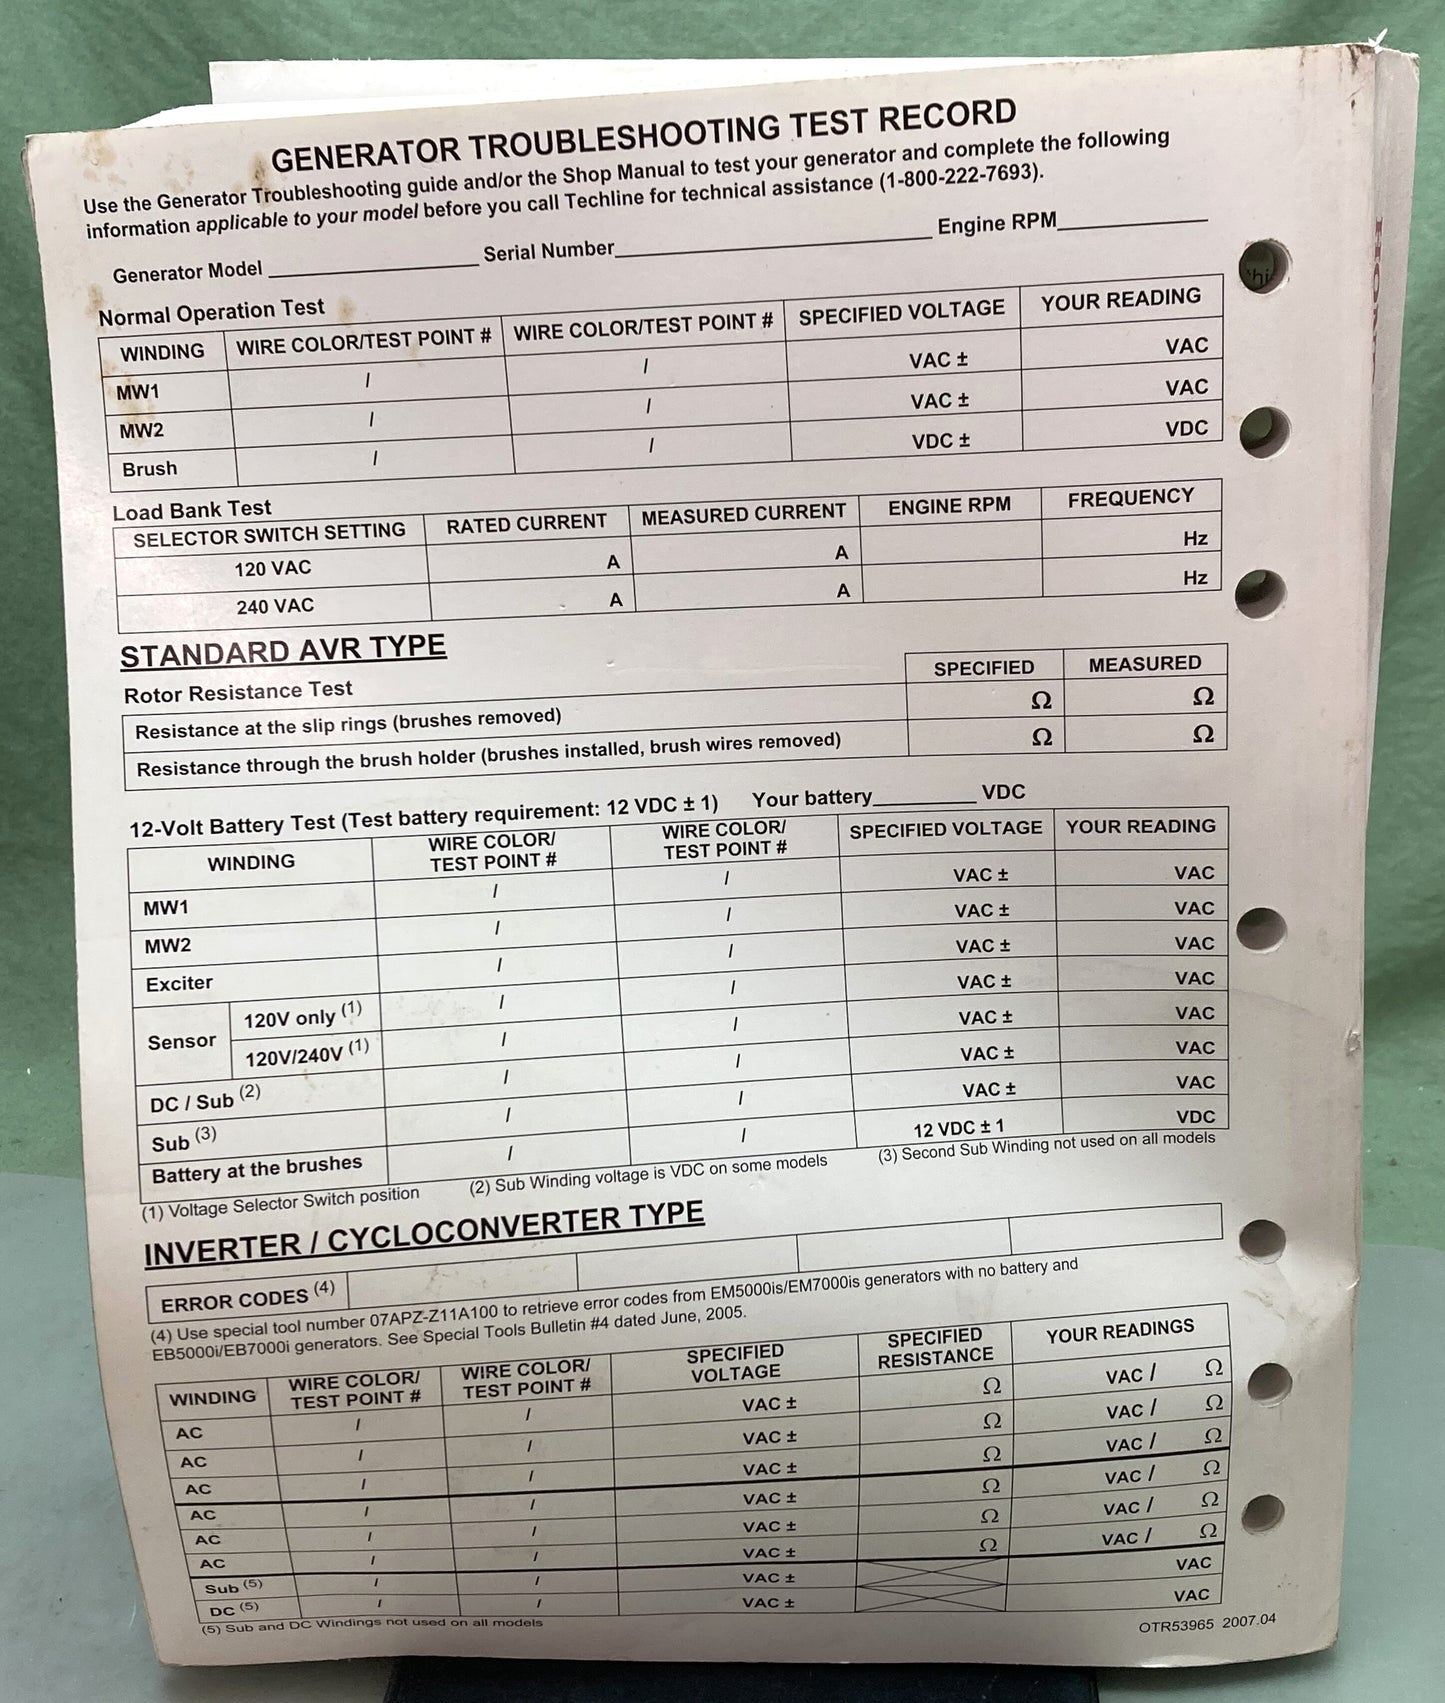 GENERATOR TROUBLESHOOTING TEST RECORD
Use the Generator Troubleshooting guide and/or the Shop Manual to test your generator and complete the following
information applicable to your model before you call Techline for technical assistance (1-800-222-7693).
Generator Model Serial Number Engine RPM
Normal Operation Test
WINDING WIRE COLOR/TEST POINT # WIRE COLOR/TEST POINT # SPECIFIED VOLTAGE YOUR READING
MW1 / / VAC ± VAC
MW2 / / VAC ± VAC
Brush / / VDC ± VDC
Load Bank Test
SELECTOR SWITCH SETTING RATED CURRENT MEASURED CURRENT ENGINE RPM FREQUENCY
120 VAC A A Hz
240 VAC A A Hz
STANDARD AVR TYPE
Rotor Resistance Test SPECIFIED MEASURED
Resistance at the slip rings (brushes removed) Ω Ω
Resistance through the brush holder (brushes installed, brush wires removed) Ω Ω
12-Volt Battery Test (Test battery requirement: 12 VDC ± 1) Your battery VDC
WINDING WIRE COLOR/ WIRE COLOR/ SPECIFIED VOLTAGE YOUR READING
TEST POINT # TEST POINT #
MW1 / / VAC ± VAC
MW2 / / VAC ± VAC
Exciter / / VAC ± VAC
Sensor 120V only (1) / / VAC ± VAC
120V/240V (1) / / VAC ± VAC
DC / Sub (2) / / VAC ± VAC
Sub (3) / / VAC ± VAC
Battery at the brushes / / 12 VDC ± 1 VDC
(1) Voltage Selector Switch position (2) Sub Winding voltage is VDC on some models (3) Second Sub Winding not used on all models
INVERTER / CYCLOCONVERTER TYPE
ERROR CODES (4)
(4) Use special tool number 07APZ-Z11A100 to retrieve error codes from EM5000is/EM7000is generators with no battery and
EB5000i/EB7000i generators. See Special Tools Bulletin #4 dated June, 2005.
WINDING WIRE COLOR/ WIRE COLOR/ SPECIFIED SPECIFIED YOUR READINGS
TEST POINT # TEST POINT # VOLTAGE RESISTANCE
AC / / VAC ± Ω VAC / Ω
AC / / VAC ± Ω VAC / Ω
AC / / VAC ± Ω VAC / Ω
AC / / VAC ± Ω VAC / Ω
AC / / VAC ± Ω VAC / Ω
AC / / VAC ± Ω VAC / Ω
Sub (5) / / VAC ± VAC
DC (5) / / VAC ± VAC
(5) Sub and DC Windings not used on all models
OTR53965 2007.04